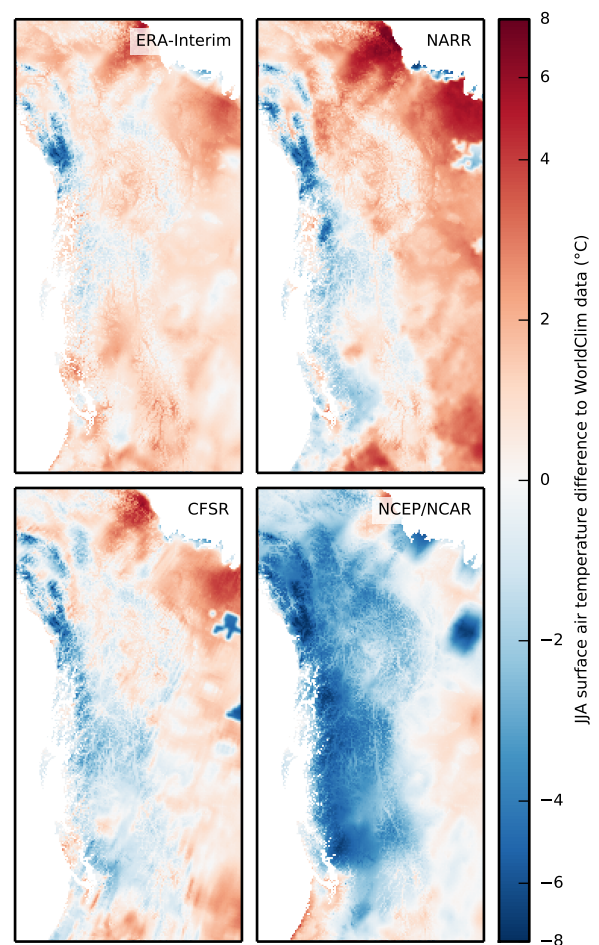 ERA-Interim
NARR
CFSR
NCEP/NCAR
8
6
4
2
0
−2
−4
−6
−8
JJA surface air temperature difference to WorldClim data (°C)